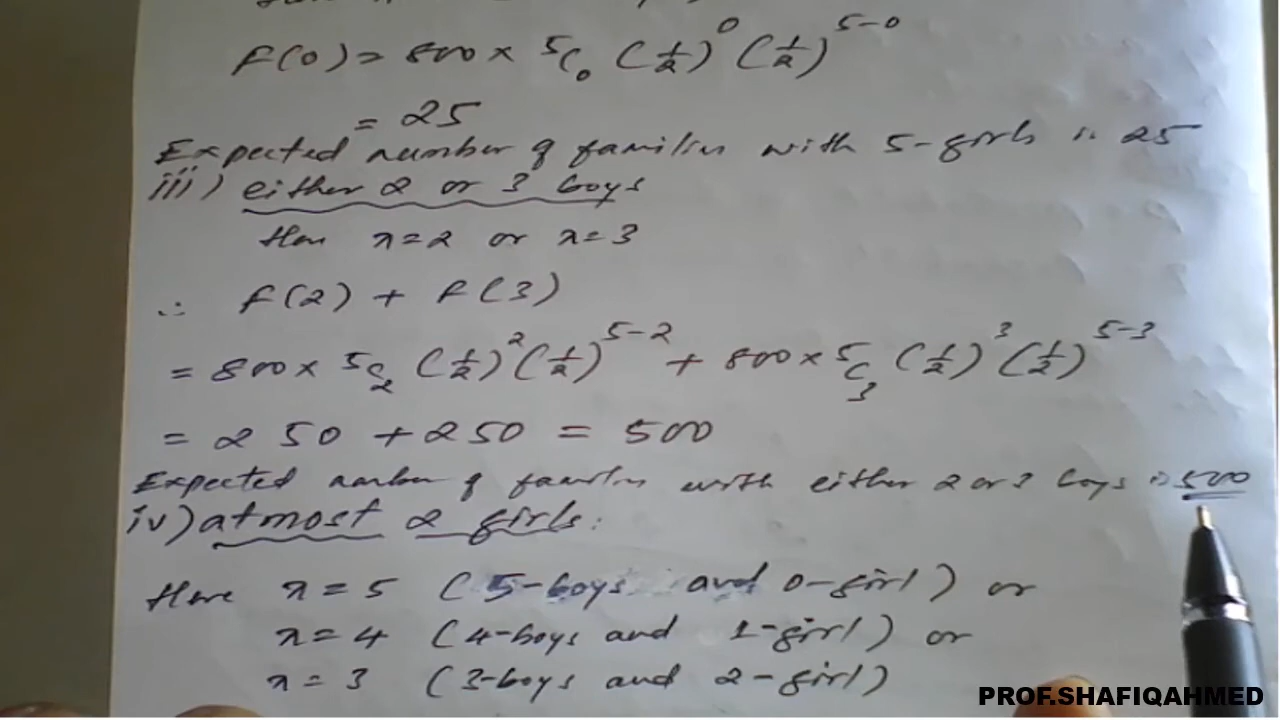 F(0) = 800 × ⁵C₀ (1/2)⁰ (1/2)⁵⁻⁰
= 25
Expected number of families with 5-girls is 25
iii) either 2 or 3 boys
Here x=2 or x=3
∴ F(2) + F(3)
= 800 × ⁵C₂ (1/2)² (1/2)⁵⁻² + 800 × ⁵C₃ (1/2)³ (1/2)⁵⁻³
= 250 + 250 = 500
Expected number of families with either 2 or 3 boys is 500
iv) atmost 2 girls:
Here x=5 (5-boys and 0-girl) or
x=4 (4-boys and 1-girl) or
x=3 (3-boys and 2-girl)
PROF.SHAFIQAHMED